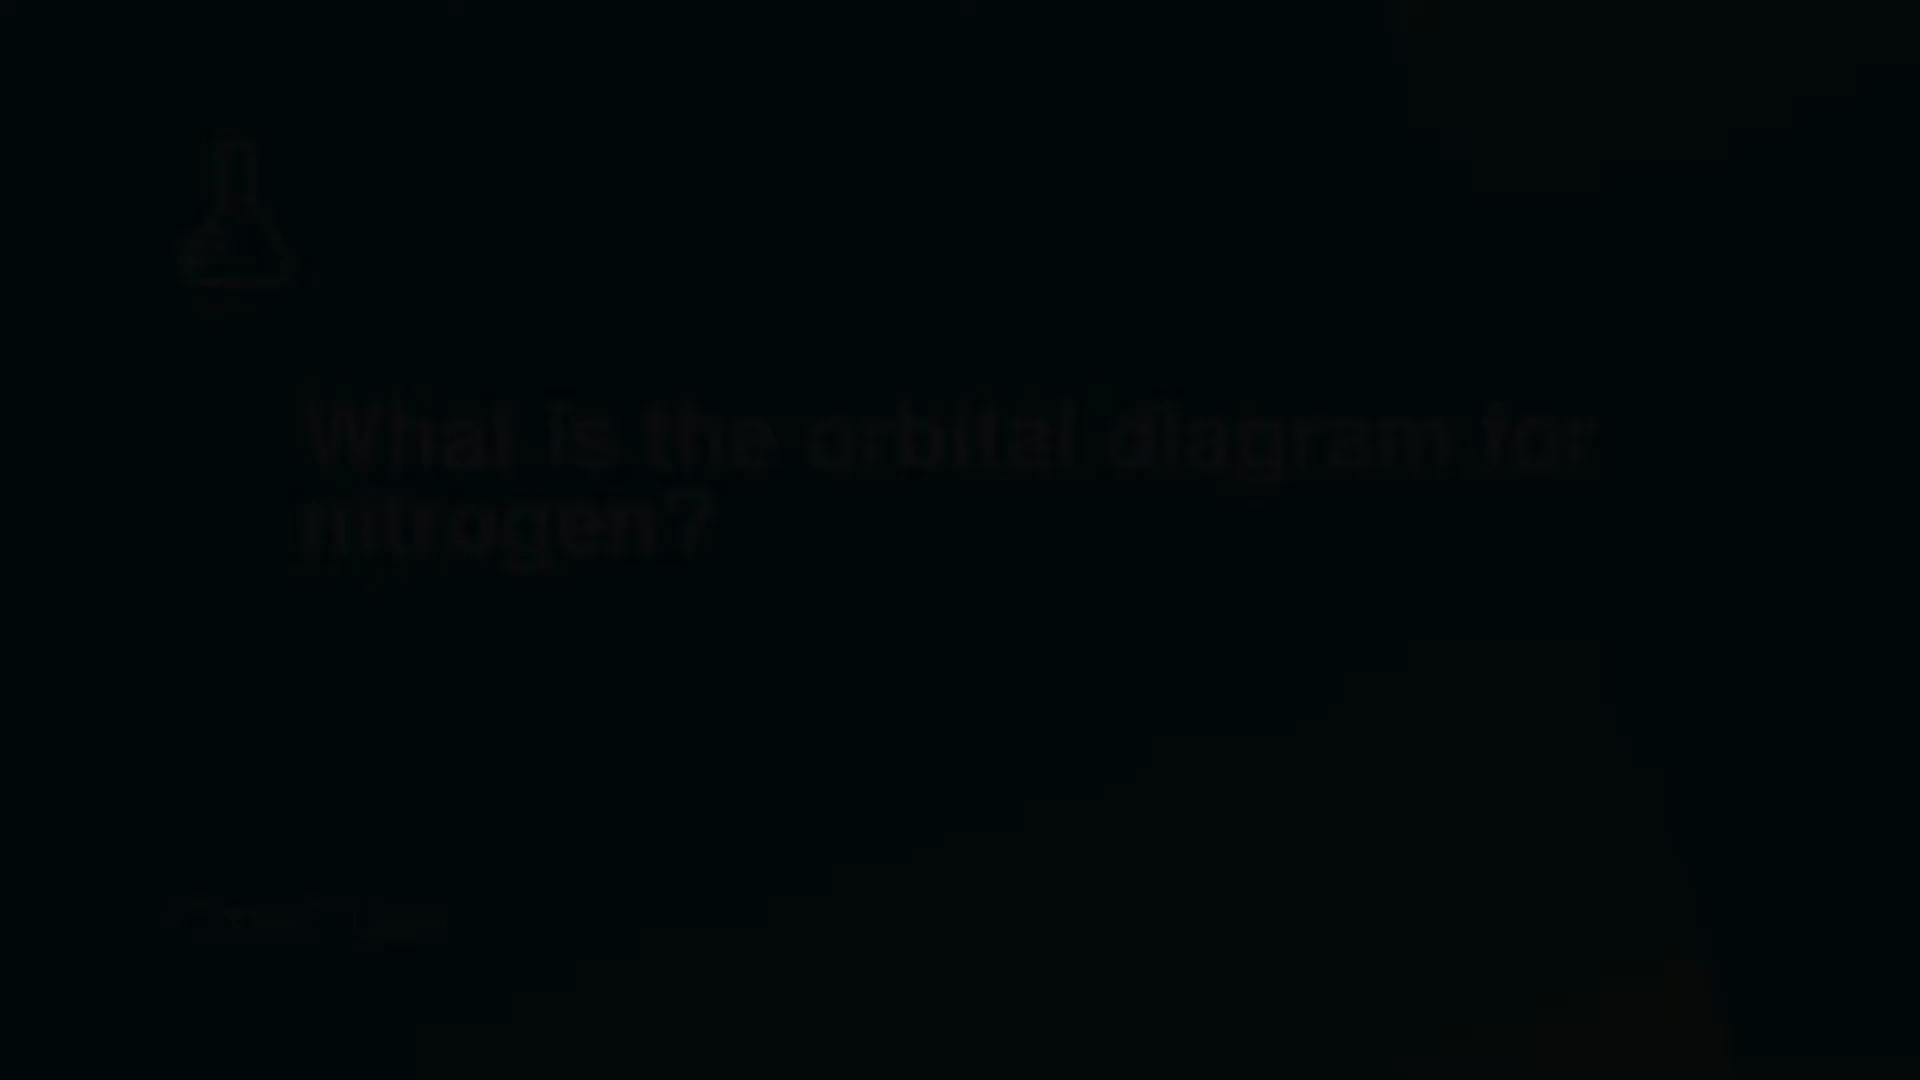 What is the orbital diagram for
nitrogen?